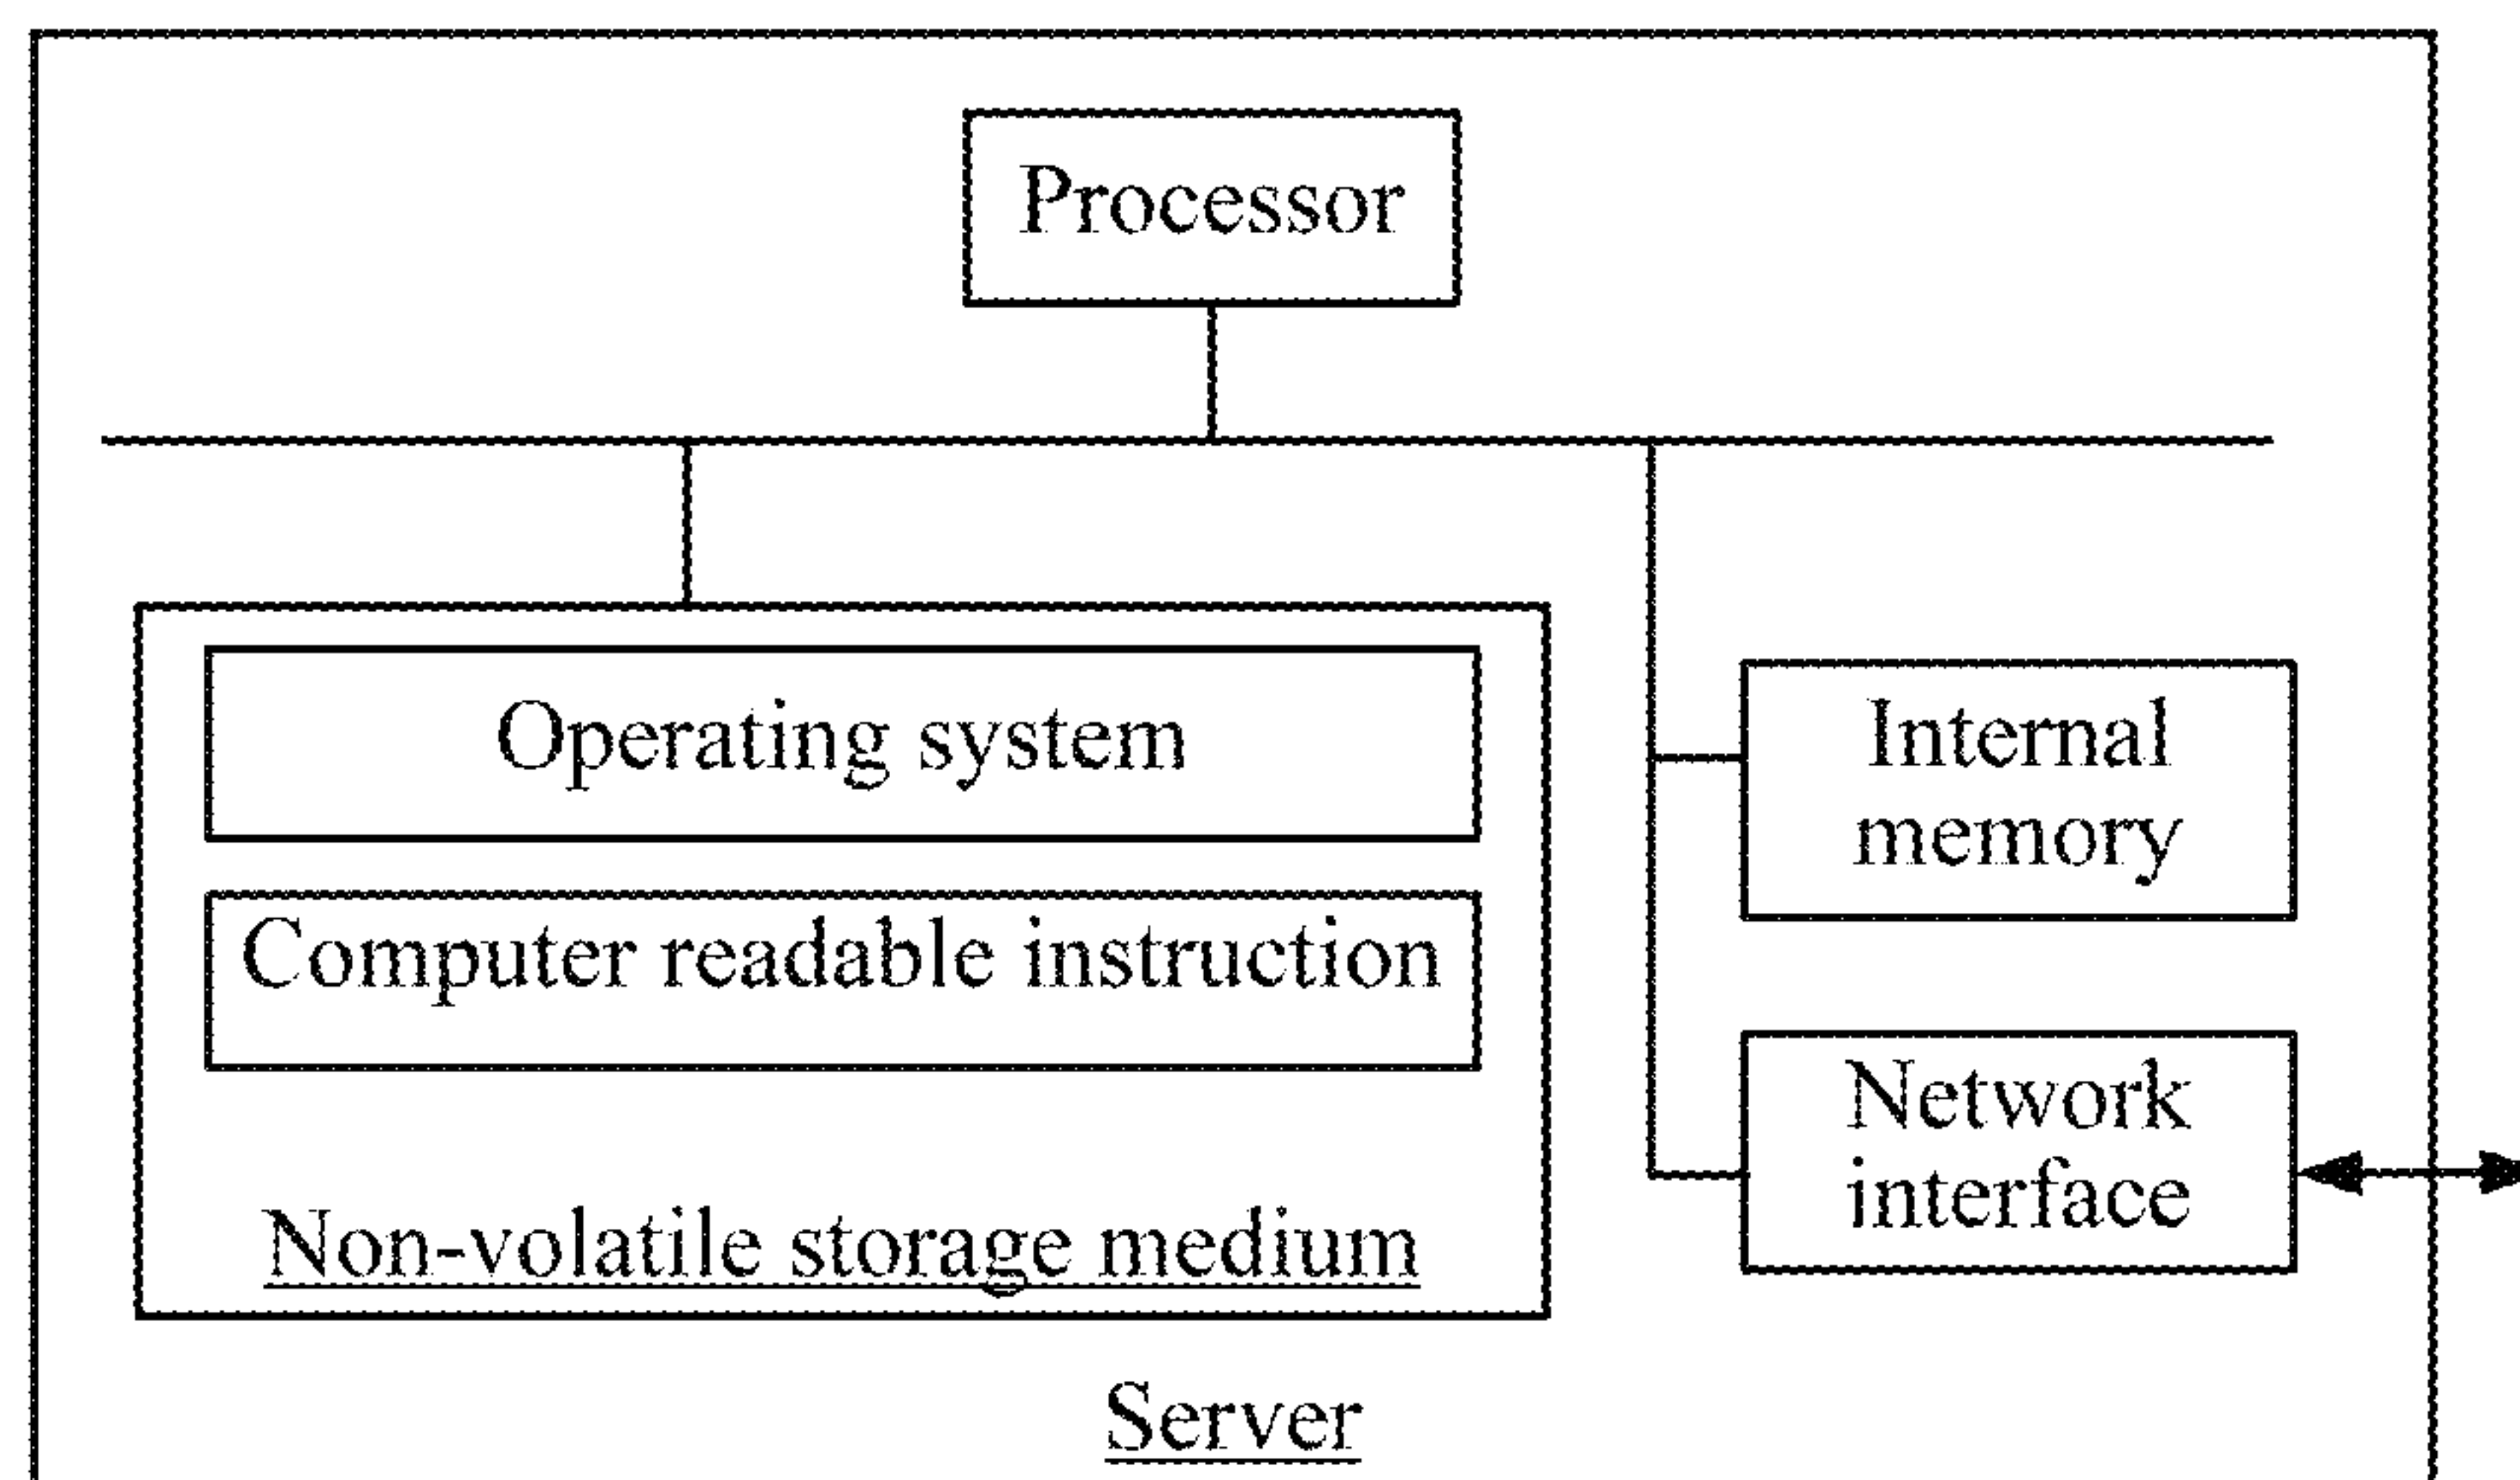 Processor
Operating system
Computer readable instruction
Non-volatile storage medium
Internal
memory
Network
interface
Server